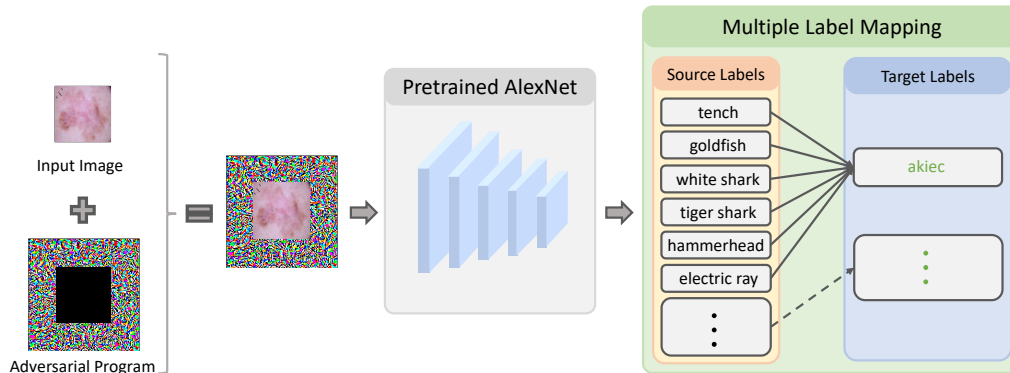 Multiple Label Mapping
Pretrained AlexNet
Source Labels
Target Labels
tench
goldfish
white shark
tiger shark
hammerhead
electric ray
akiec
Input Image
Adversarial Program